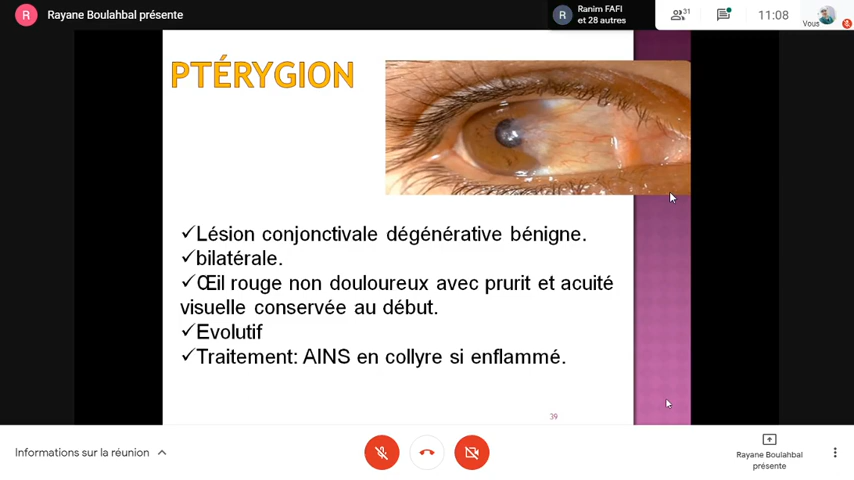 R Rayane Boulahbal présente
R Ranim FAFI
et 28 autres
31
11:08
Vous
PTÉRYGION
✓Lésion conjonctivale dégénérative bénigne.
✓bilatérale.
✓Œil rouge non douloureux avec prurit et acuité
visuelle conservée au début.
✓Evolutif
✓Traitement: AINS en collyre si enflammé.
39
Informations sur la réunion
Rayane Boulahbal
présente